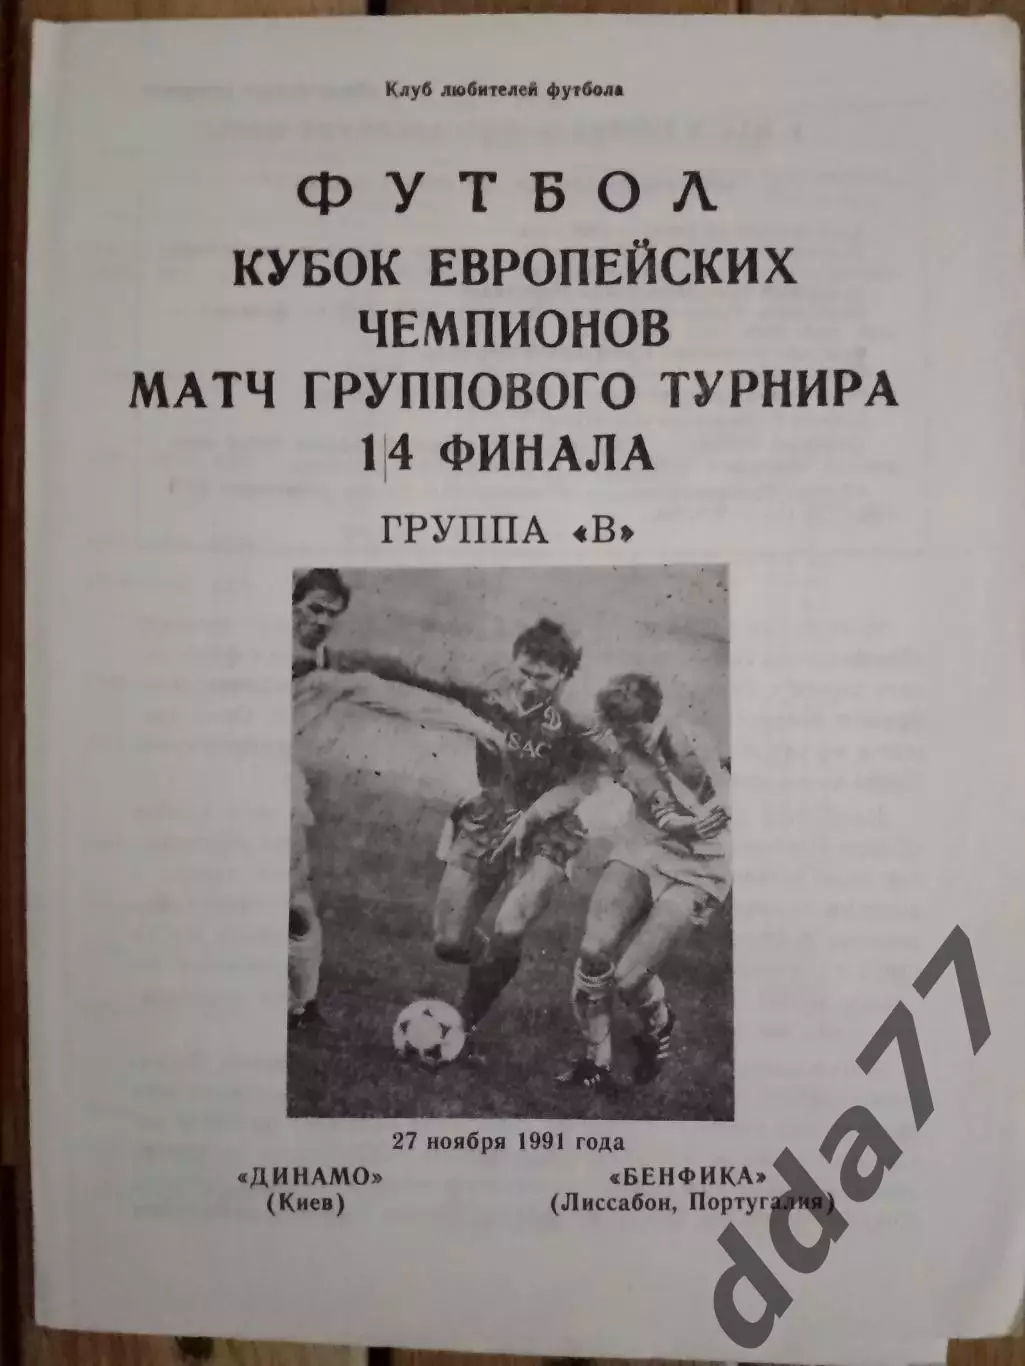 Клуб любителей футбола
ФУТБОЛ
КУБОК ЕВРОПЕЙСКИХ
ЧЕМПИОНОВ
МАТЧ ГРУППОВОГО ТУРНИРА
1/4 ФИНАЛА
ГРУППА «В»
Д
SAC
27 ноября 1991 года
«ДИНАМО» «БЕНФИКА»
(Киев) (Лиссабон, Португалия)
dda77